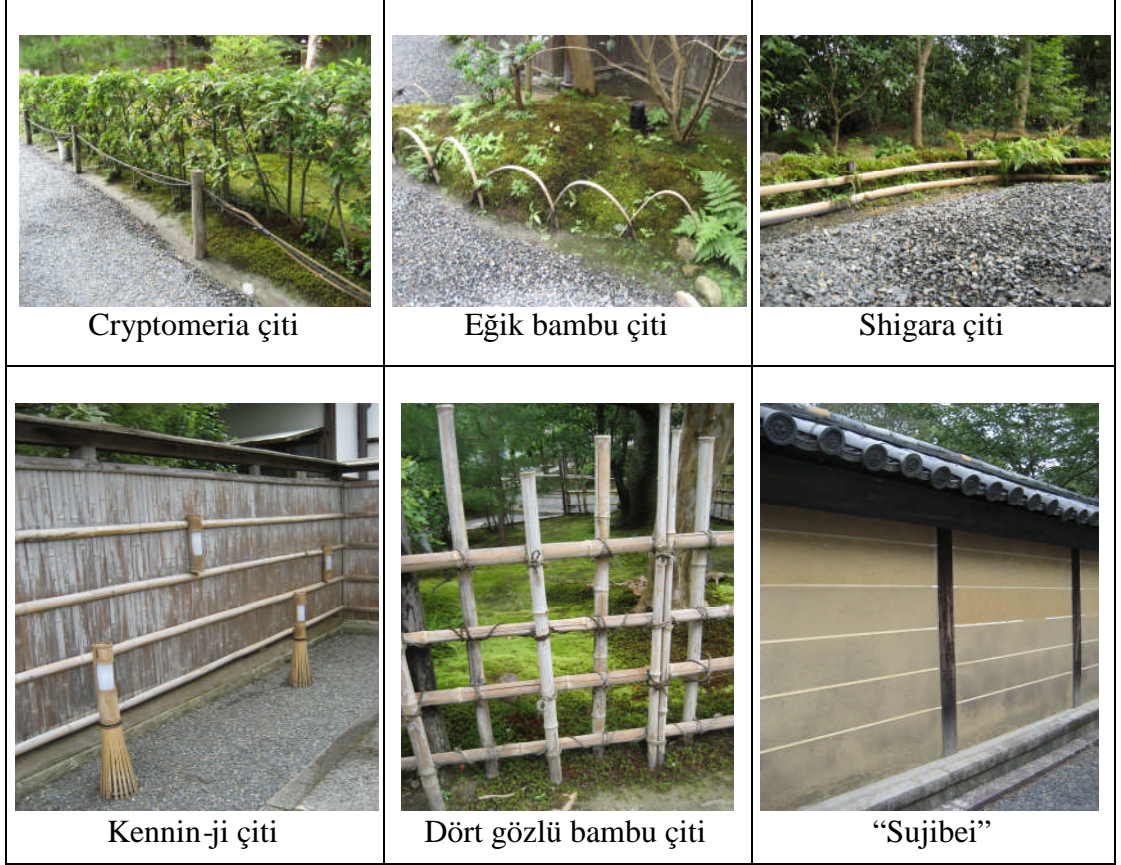 Cryptomeria çiti
Eğik bambu çiti
Shigara çiti
Kennin-ji çiti
Dört gözlü bambu çiti
“Sujibei”